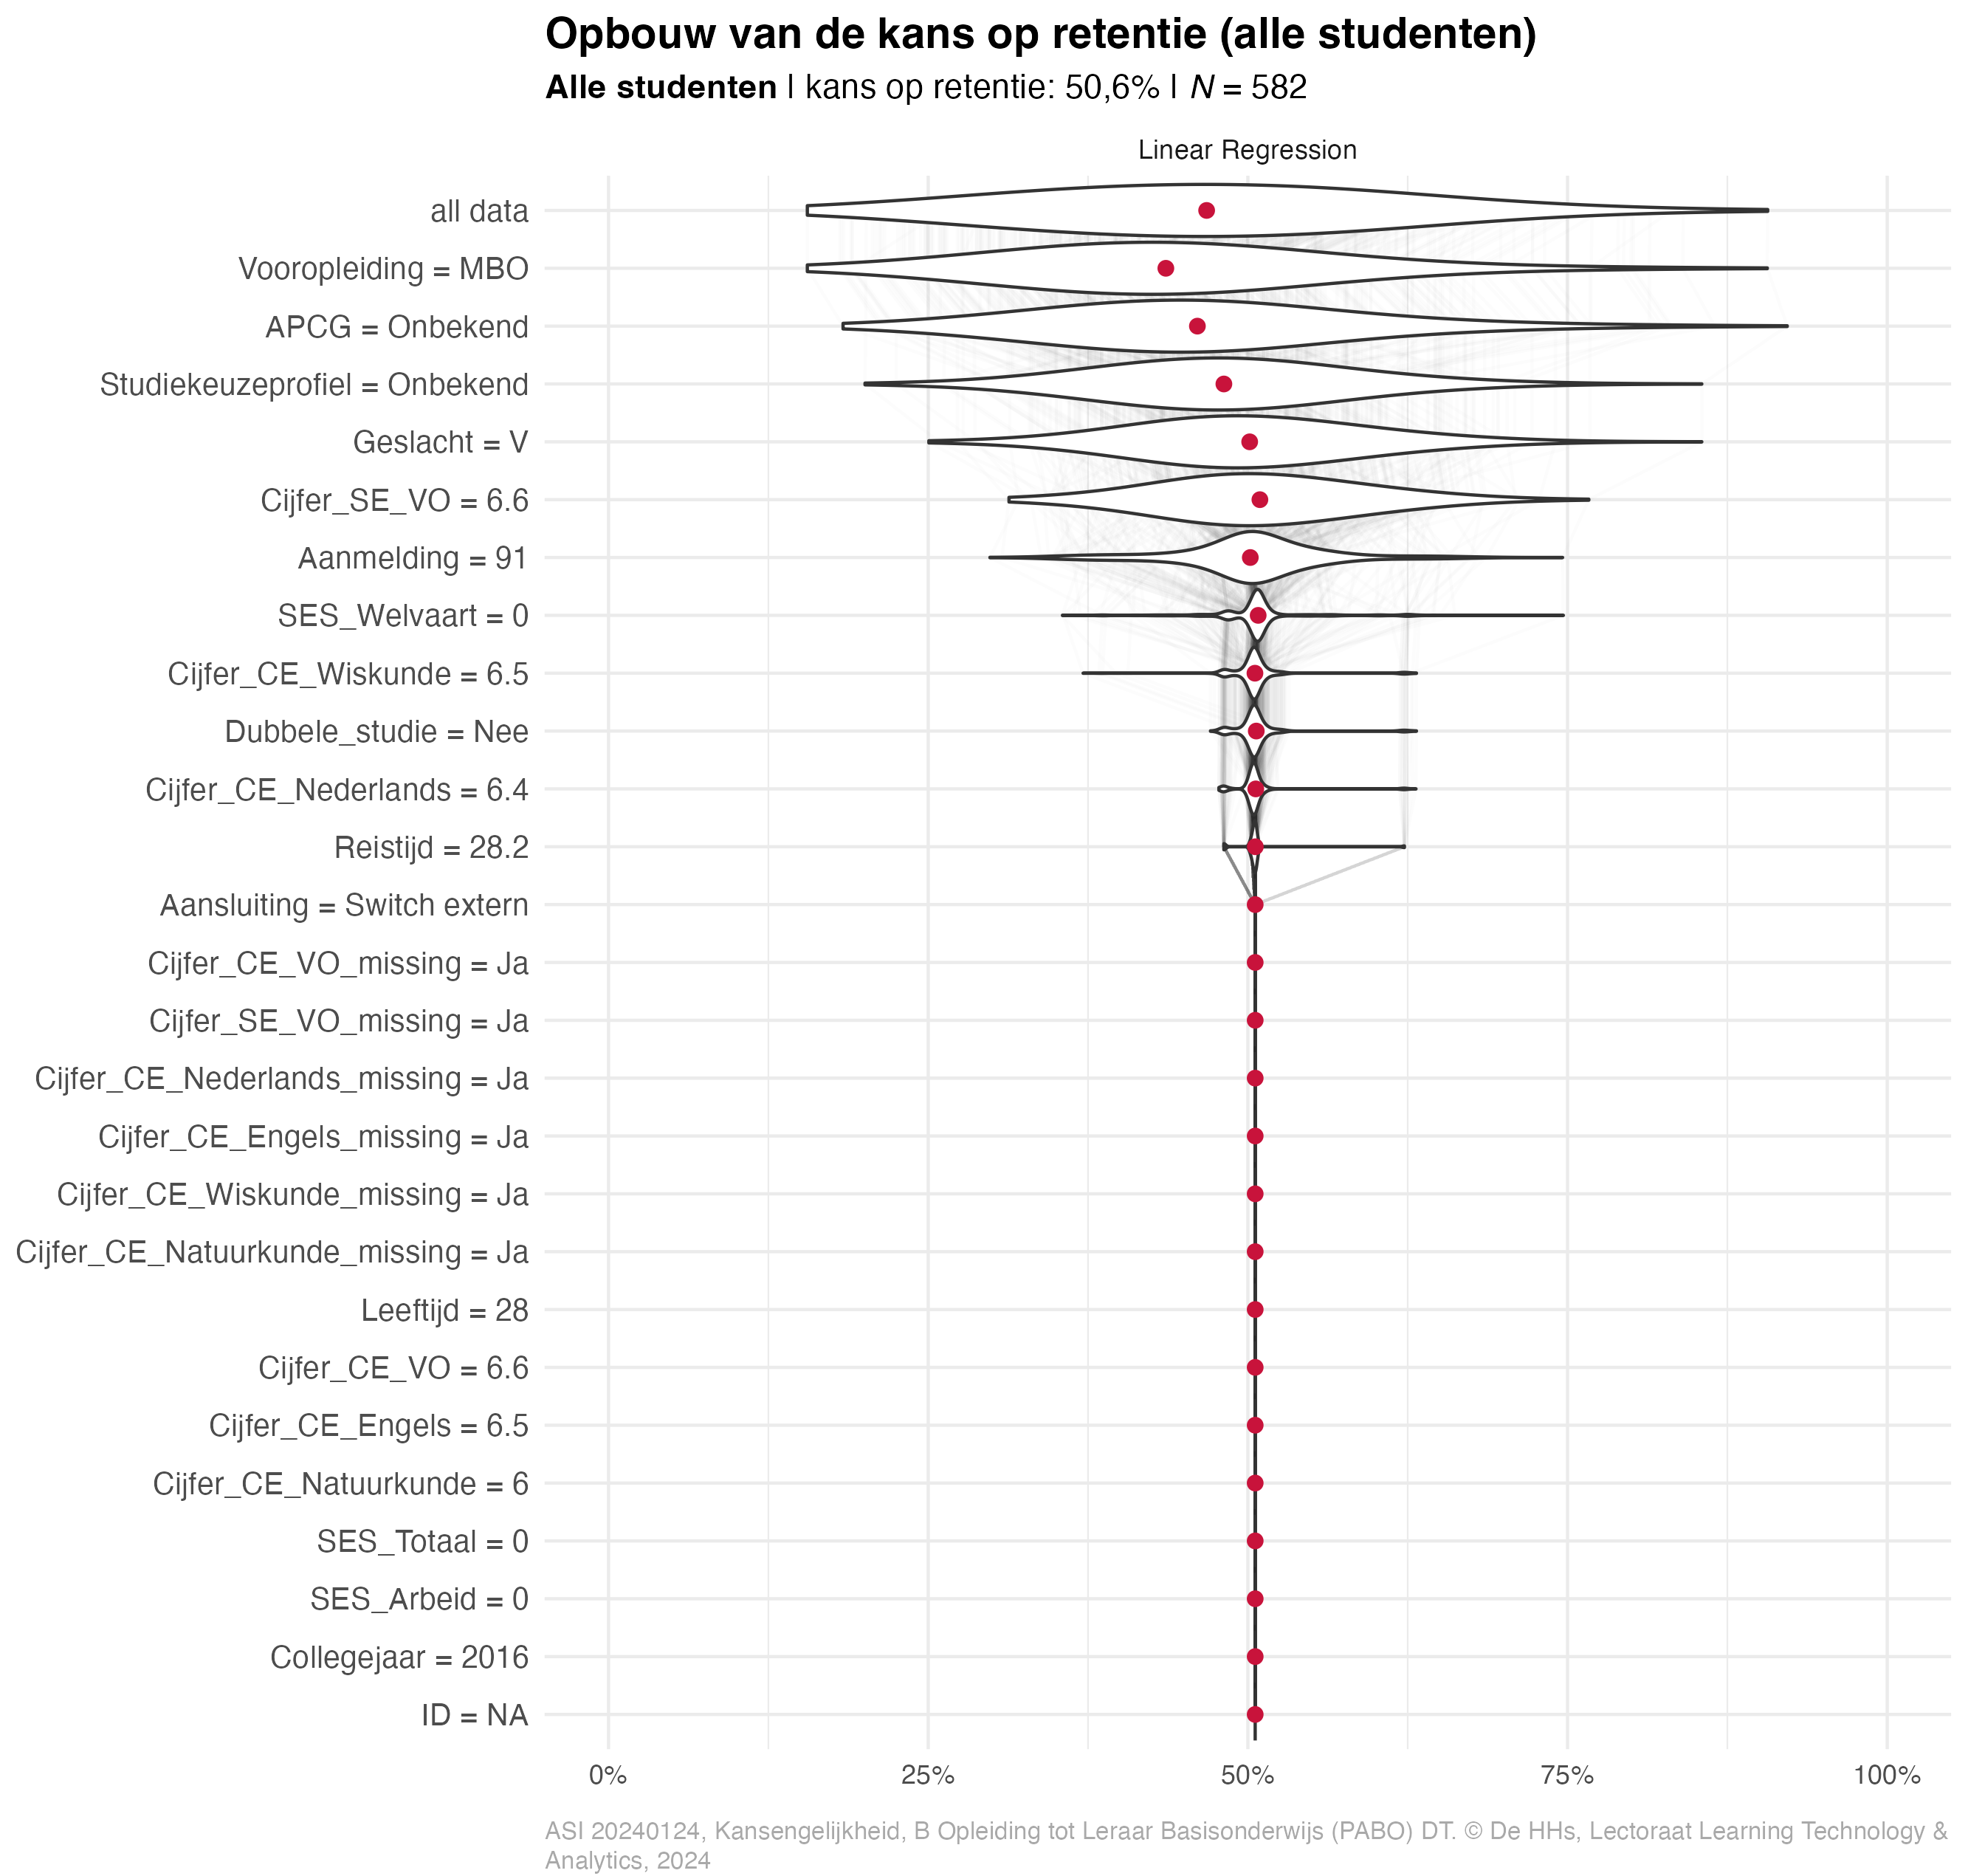 Opbouw van de kans op retentie (alle studenten)
Alle studenten | kans op retentie: 50,6% | N = 582
Linear Regression
all data
Vooropleiding = MBO
APCG = Onbekend
Studiekeuzeprofiel = Onbekend
Geslacht = V
Cijfer_SE_VO = 6.6
Aanmelding = 91
SES_Welvaart = 0
Cijfer_CE_Wiskunde = 6.5
Dubbele_studie = Nee
Cijfer_CE_Nederlands = 6.4
Reistijd = 28.2
Aansluiting = Switch extern
Cijfer_CE_VO_missing = Ja
Cijfer_SE_VO_missing = Ja
Cijfer_CE_Nederlands_missing = Ja
Cijfer_CE_Engels_missing = Ja
Cijfer_CE_Wiskunde_missing = Ja
Cijfer_CE_Natuurkunde_missing = Ja
Leeftijd = 28
Cijfer_CE_VO = 6.6
Cijfer_CE_Engels = 6.5
Cijfer_CE_Natuurkunde = 6
SES_Totaal = 0
SES_Arbeid = 0
Collegejaar = 2016
ID = NA
0% 25% 50% 75% 100%
ASI 20240124, Kansengelijkheid, B Opleiding tot Leraar Basisonderwijs (PABO) DT. © De HHs, Lectoraat Learning Technology &
Analytics, 2024